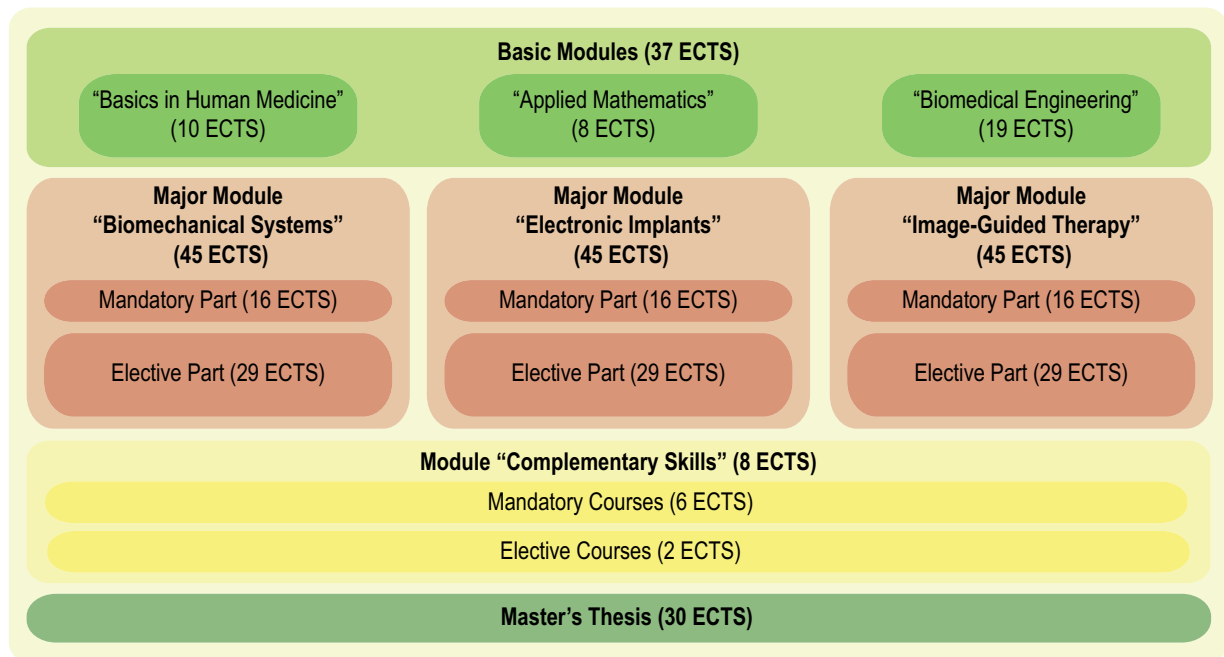 Basic Modules (37 ECTS)
“Basics in Human Medicine”
(10 ECTS)
“Applied Mathematics”
(8 ECTS)
“Biomedical Engineering”
(19 ECTS)
Major Module
“Biomechanical Systems”
(45 ECTS)
Mandatory Part (16 ECTS)
Elective Part (29 ECTS)
Major Module
“Electronic Implants”
(45 ECTS)
Mandatory Part (16 ECTS)
Elective Part (29 ECTS)
Major Module
“Image-Guided Therapy”
(45 ECTS)
Mandatory Part (16 ECTS)
Elective Part (29 ECTS)
Module “Complementary Skills” (8 ECTS)
Mandatory Courses (6 ECTS)
Elective Courses (2 ECTS)
Master’s Thesis (30 ECTS)